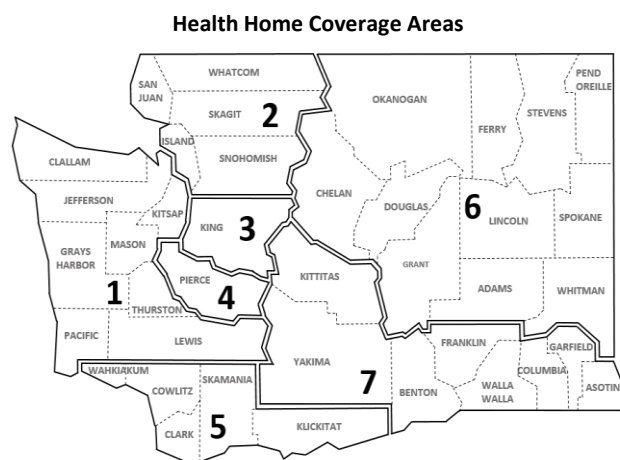 Health Home Coverage Areas
WHATCOM
SAN
JUAN
PEND
OREILLE
OKANOGAN
SKAGIT
2
FERRY
STEVENS
ISLAND
SNOHOMISH
CLALLAM
JEFFERSON
CHELAN
DOUGLAS
6
LINCOLN
SPOKANE
KITSAP
KING
3
MASON
GRAYS
HARBOR
GRANT
KITTITAS
PIERCE
4
ADAMS
WHITMAN
1
THURSTON
PACIFIC
LEWIS
FRANKLIN
GARFIELD
YAKIMA
COLUMBIA
WAHKIAKUM
SKAMANIA
7
BENTON
WALLA
WALLA
ASOTIN
COWLITZ
CLARK
5
KLICKITAT